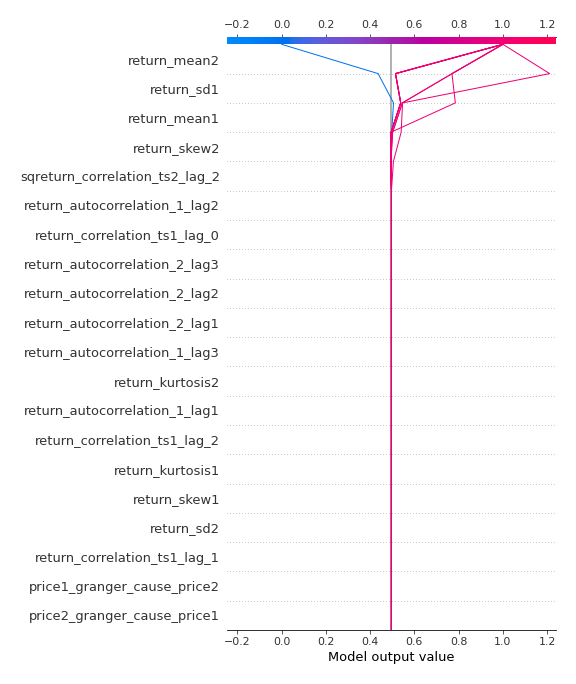 −0.2 0.0 0.2 0.4 0.6 0.8 1.0 1.2
return_mean2
return_sd1
return_mean1
return_skew2
sqreturn_correlation_ts2_lag_2
return_autocorrelation_1_lag2
return_correlation_ts1_lag_0
return_autocorrelation_2_lag3
return_autocorrelation_2_lag2
return_autocorrelation_2_lag1
return_autocorrelation_1_lag3
return_kurtosis2
return_autocorrelation_1_lag1
return_correlation_ts1_lag_2
return_kurtosis1
return_skew1
return_sd2
return_correlation_ts1_lag_1
price1_granger_cause_price2
price2_granger_cause_price1
−0.2 0.0 0.2 0.4 0.6 0.8 1.0 1.2
Model output value